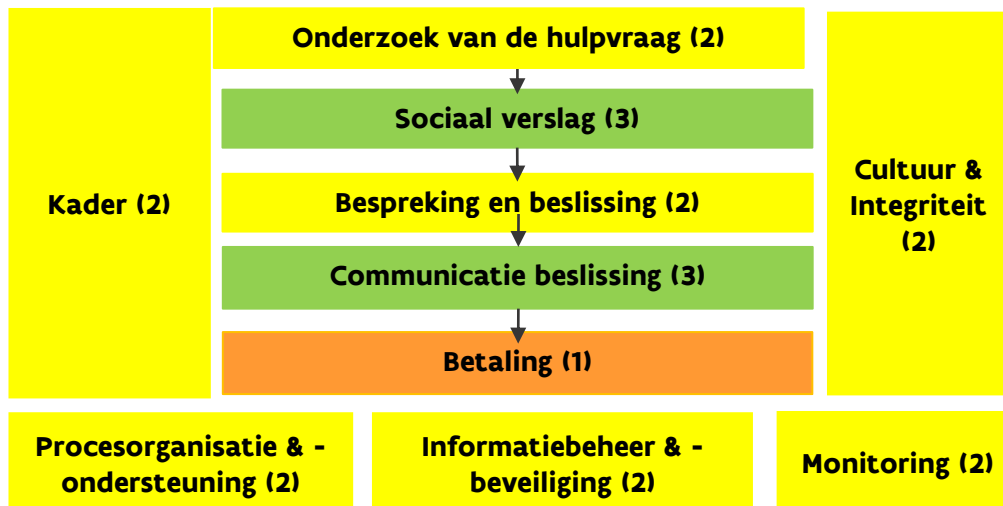 Onderzoek van de hulpvraag (2)
Sociaal verslag (3)
Kader (2)
Bespreking en beslissing (2)
Cultuur &
Integriteit
(2)
Communicatie beslissing (3)
Betaling (1)
Procesorganisatie & -
ondersteuning (2)
Informatiebeheer & -
beveiliging (2)
Monitoring (2)